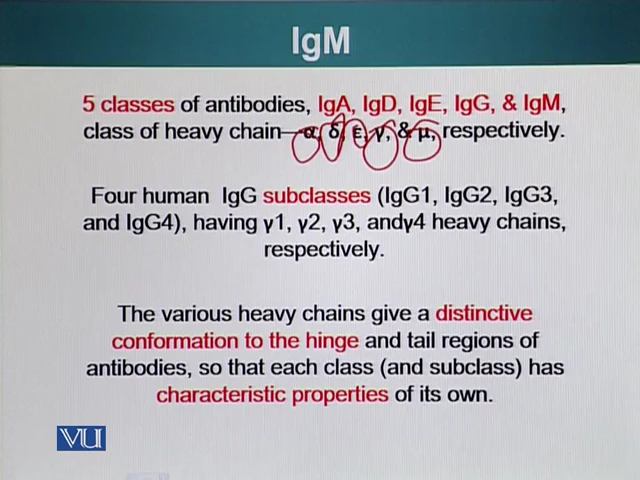 IgM
5 classes of antibodies, IgA, IgD, IgE, IgG, & IgM,
class of heavy chain—α, δ, ε, γ, & μ, respectively.
Four human IgG subclasses (IgG1, IgG2, IgG3,
and IgG4), having γ1, γ2, γ3, andγ4 heavy chains,
respectively.
The various heavy chains give a distinctive
conformation to the hinge and tail regions of
antibodies, so that each class (and subclass) has
characteristic properties of its own.
VU